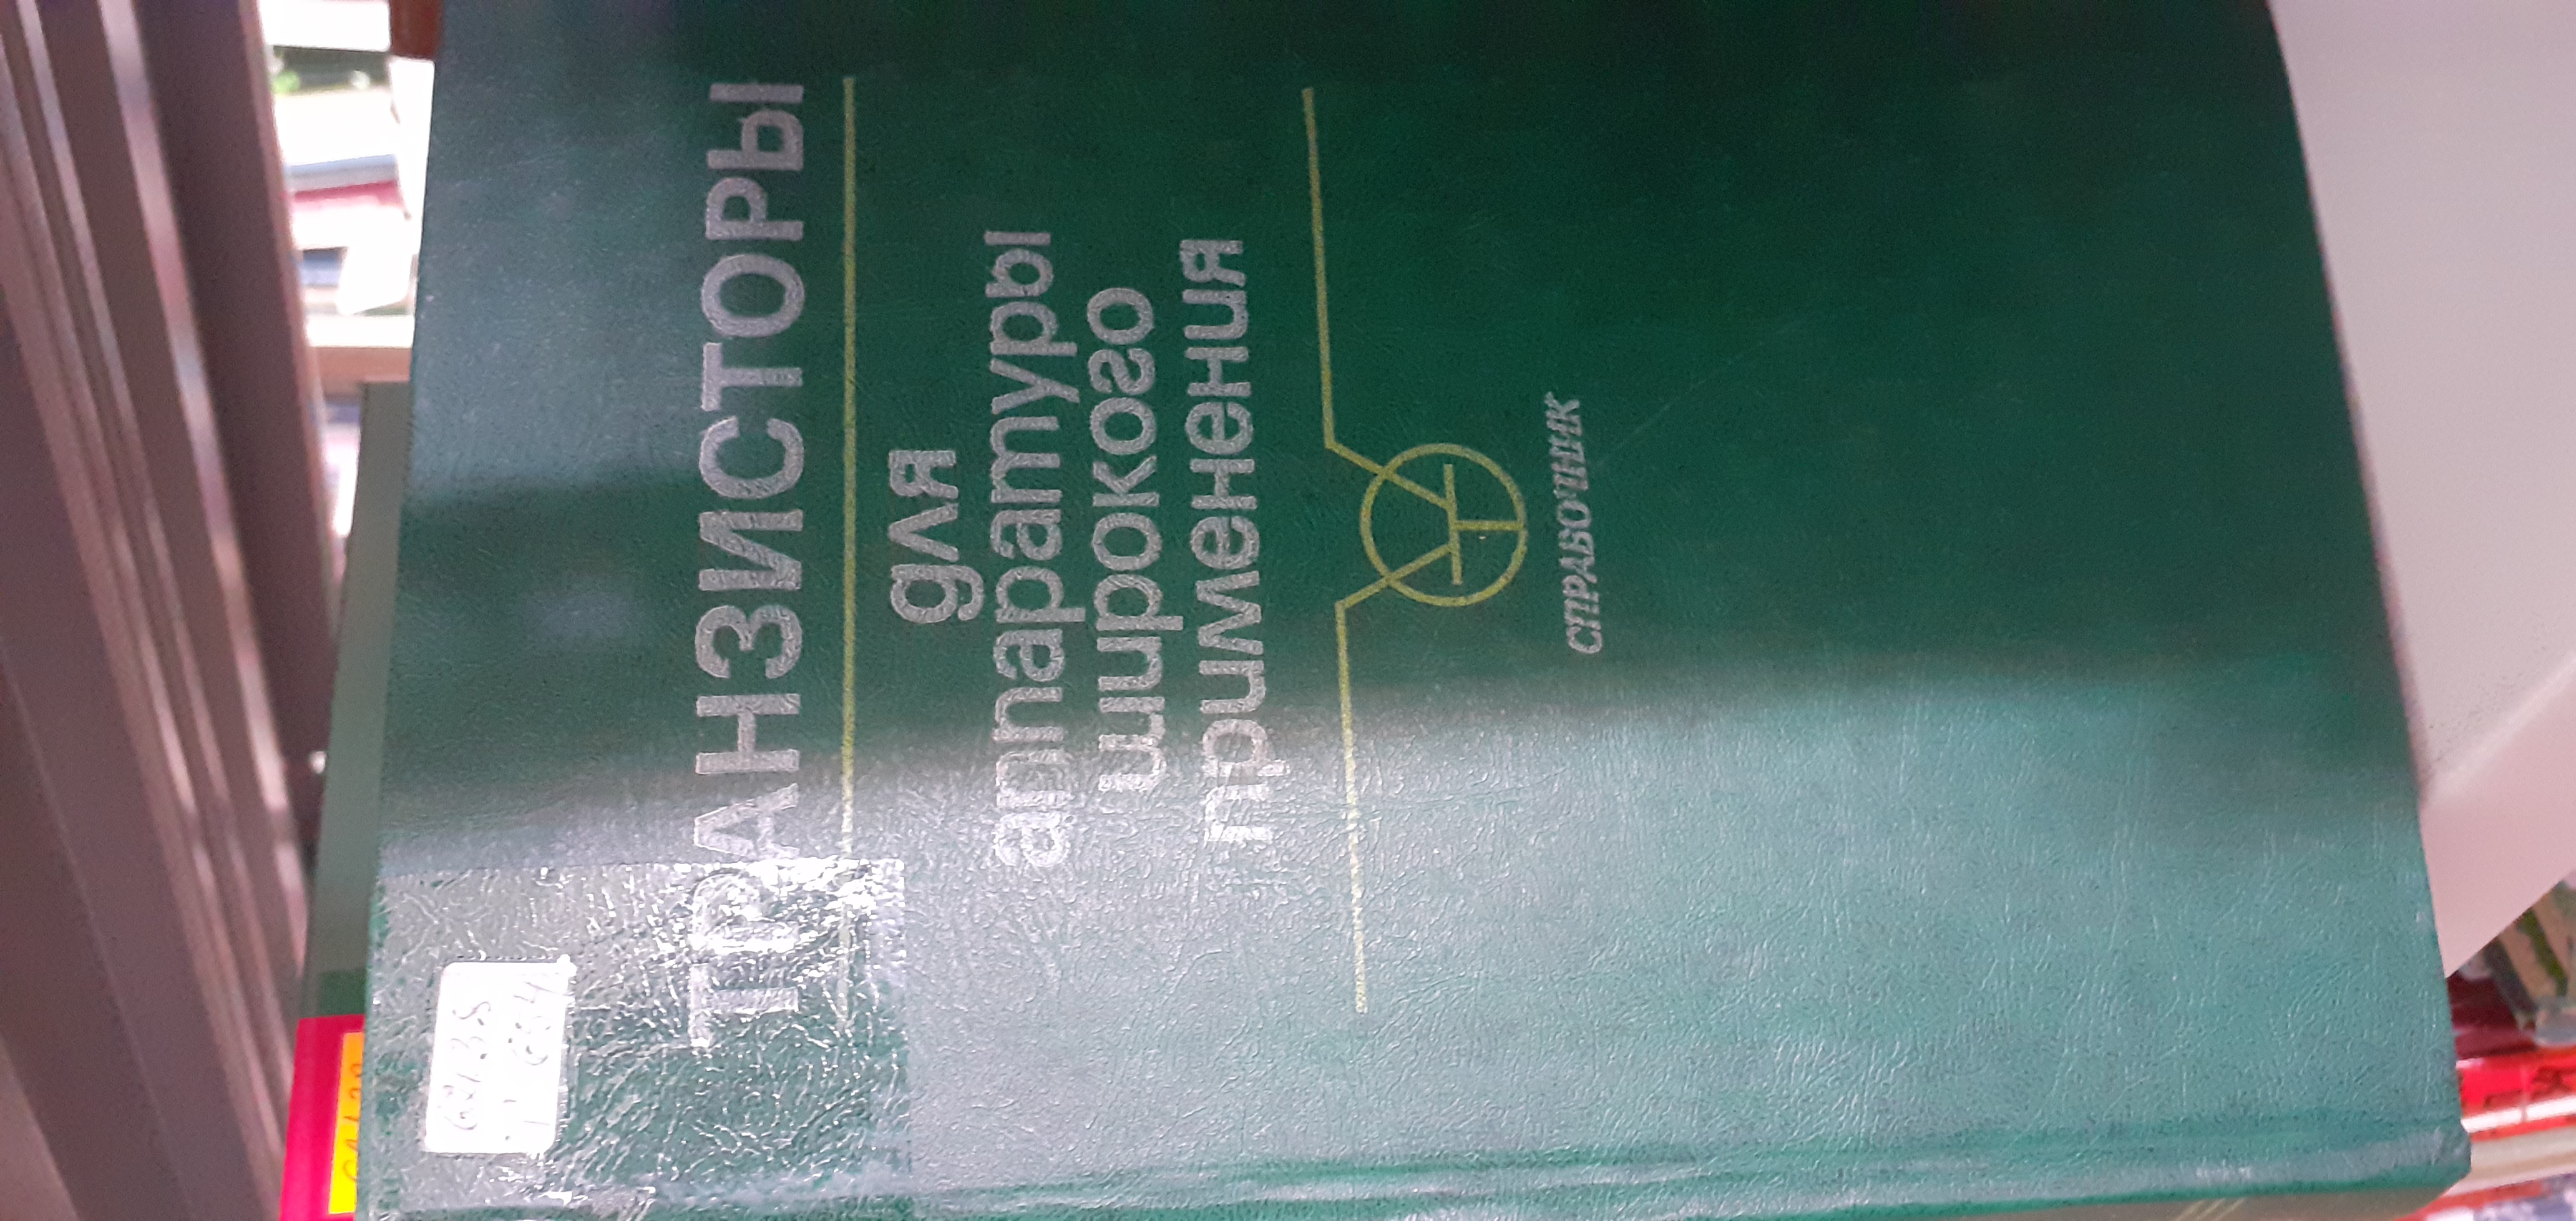 ТРАНЗИСТОРЫ
для
аппаратуры
широкого
применения
СПРАВОЧНИК